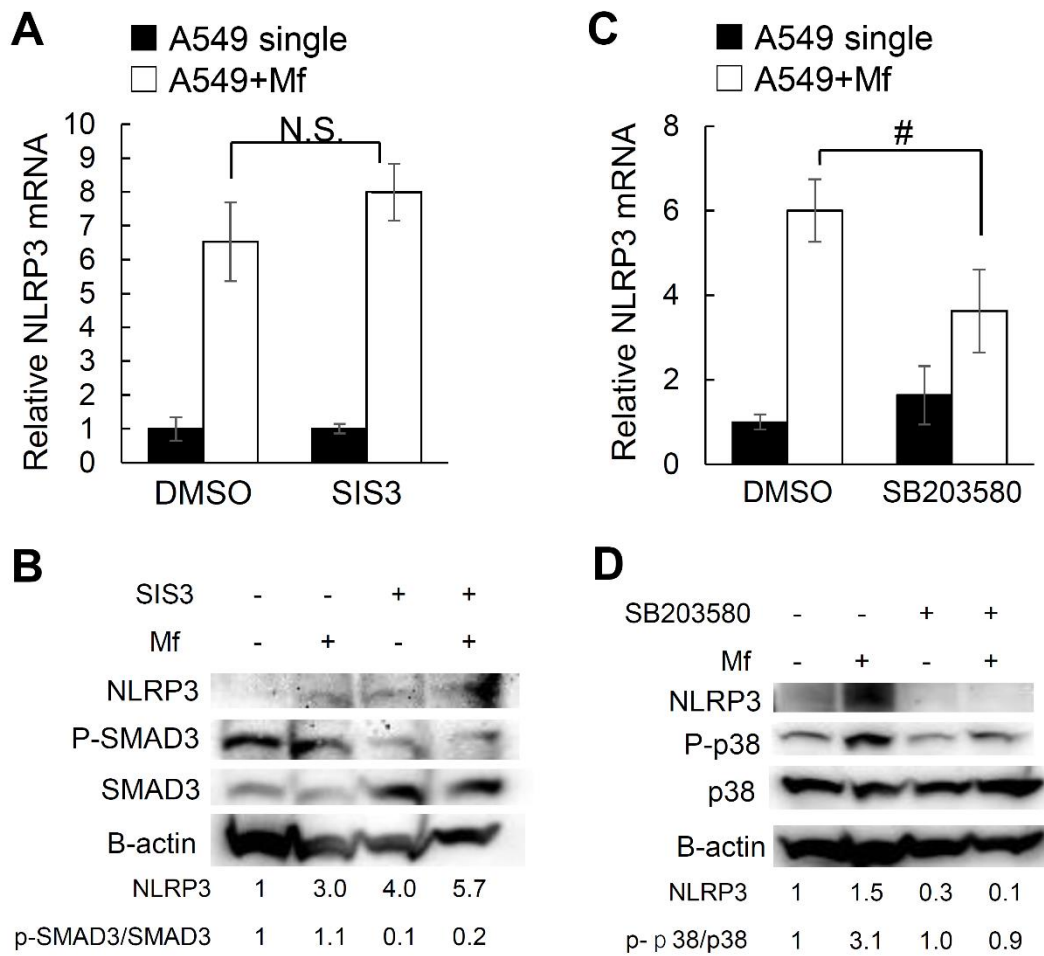 A
A549 single
A549+Mf
Relative NLRP3 mRNA
10
9
8
7
6
5
4
3
2
1
0
N.S.
DMSO SIS3
C
A549 single
A549+Mf
Relative NLRP3 mRNA
8
6
4
2
0
#
DMSO SB203580
B
SIS3 - - + +
Mf - + - +
NLRP3
P-SMAD3
SMAD3
B-actin
NLRP3 1 3.0 4.0 5.7
p-SMAD3/SMAD3 1 1.1 0.1 0.2
D
SB203580 - - + +
Mf - + - +
NLRP3
P-p38
p38
B-actin
NLRP3 1 1.5 0.3 0.1
p- p 38/p38 1 3.1 1.0 0.9